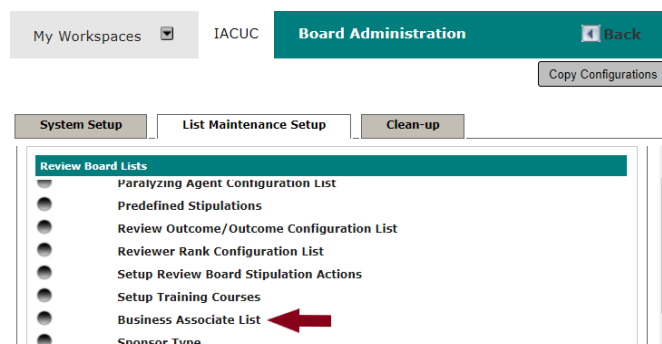 My Workspaces IACUC Board Administration Back
Copy Configurations
System Setup List Maintenance Setup Clean-up
Review Board Lists
Paralyzing Agent Configuration List
Predefined Stipulations
Review Outcome/Outcome Configuration List
Reviewer Rank Configuration List
Setup Review Board Stipulation Actions
Setup Training Courses
Business Associate List
Sponsor Type